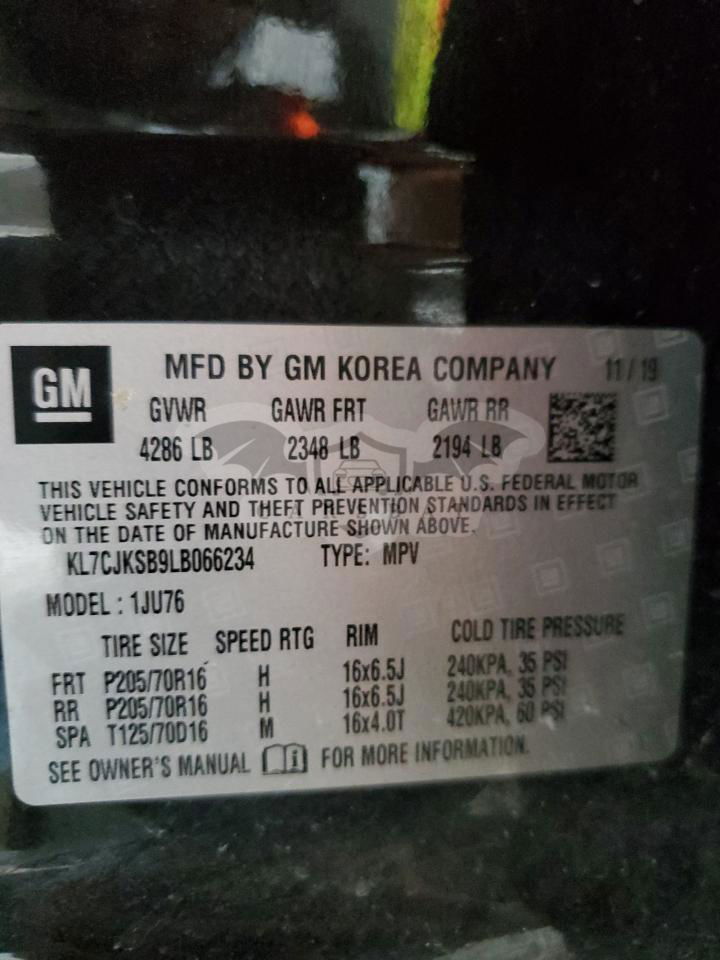 GM
MFD BY GM KOREA COMPANY 11/19
GVWR GAWR FRT GAWR RR
4286 LB 2348 LB 2194 LB
THIS VEHICLE CONFORMS TO ALL APPLICABLE U.S. FEDERAL MOTOR
VEHICLE SAFETY AND THEFT PREVENTION STANDARDS IN EFFECT
ON THE DATE OF MANUFACTURE SHOWN ABOVE.
KL7CJKSB9LB066234 TYPE: MPV
MODEL : 1JU76
TIRE SIZE SPEED RTG RIM COLD TIRE PRESSURE
FRT P205/70R16 H 16x6.5J 240KPA, 35 PSI
RR P205/70R16 H 16x6.5J 240KPA, 35 PSI
SPA T125/70D16 M 16x4.0T 420KPA, 60 PSI
SEE OWNER'S MANUAL FOR MORE INFORMATION.